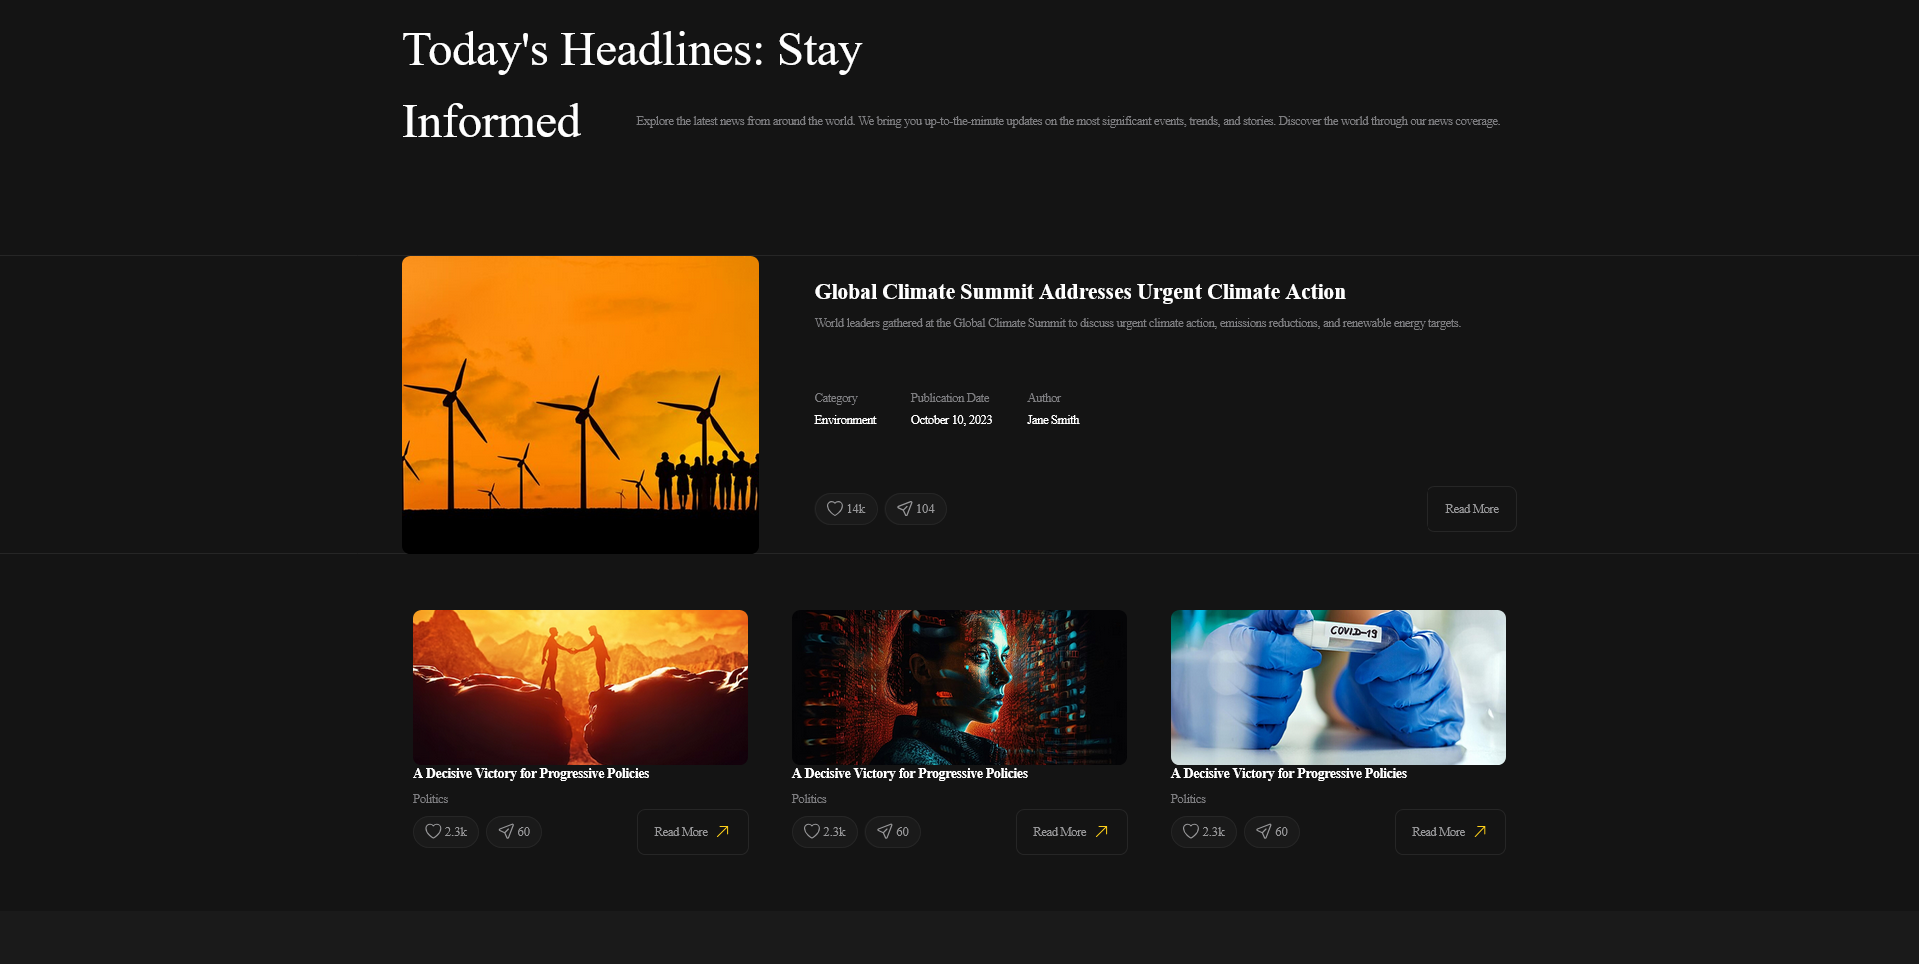 Today's Headlines: Stay
Informed
Explore the latest news from around the world. We bring you up-to-the-minute updates on the most significant events, trends, and stories. Discover the world through our news coverage.
Global Climate Summit Addresses Urgent Climate Action
World leaders gathered at the Global Climate Summit to discuss urgent climate action, emissions reductions, and renewable energy targets.
Category Publication Date Author
Environment October 10, 2023 Jane Smith
14k 104 Read More
COVID-19
A Decisive Victory for Progressive Policies
Politics
2.3k 60 Read More
A Decisive Victory for Progressive Policies
Politics
2.3k 60 Read More
A Decisive Victory for Progressive Policies
Politics
2.3k 60 Read More